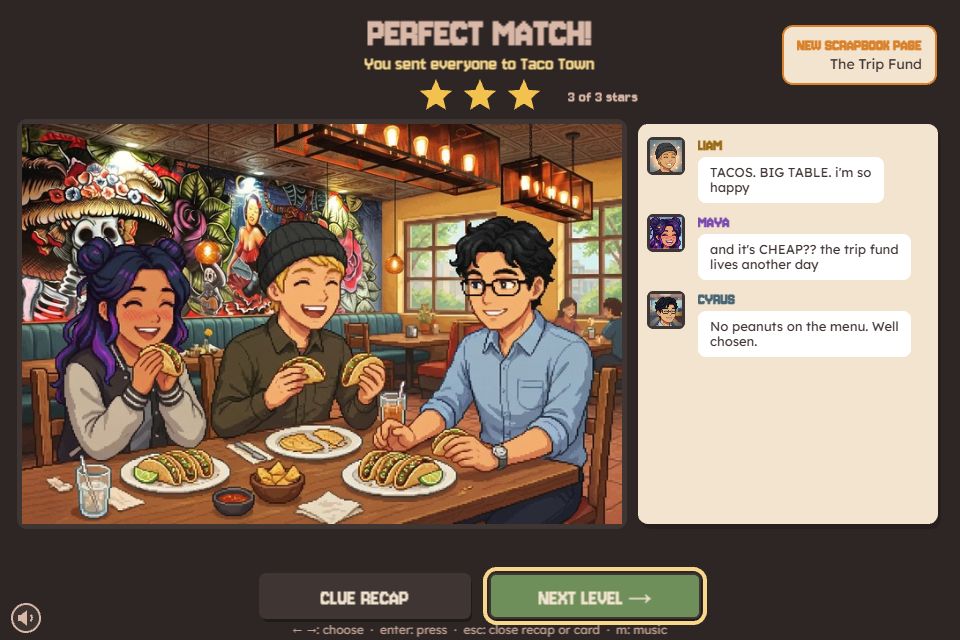 PERFECT MATCH!
You sent everyone to Taco Town
3 of 3 stars
NEW SCRAPBOOK PAGE
The Trip Fund
LIAM
TACOS. BIG TABLE. i'm so
happy
MAYA
and it's CHEAP?? the trip fund
lives another day
CYRUS
No peanuts on the menu. Well
chosen.
CLUE RECAP
NEXT LEVEL →
← →: choose · enter: press · esc: close recap or card · m: music